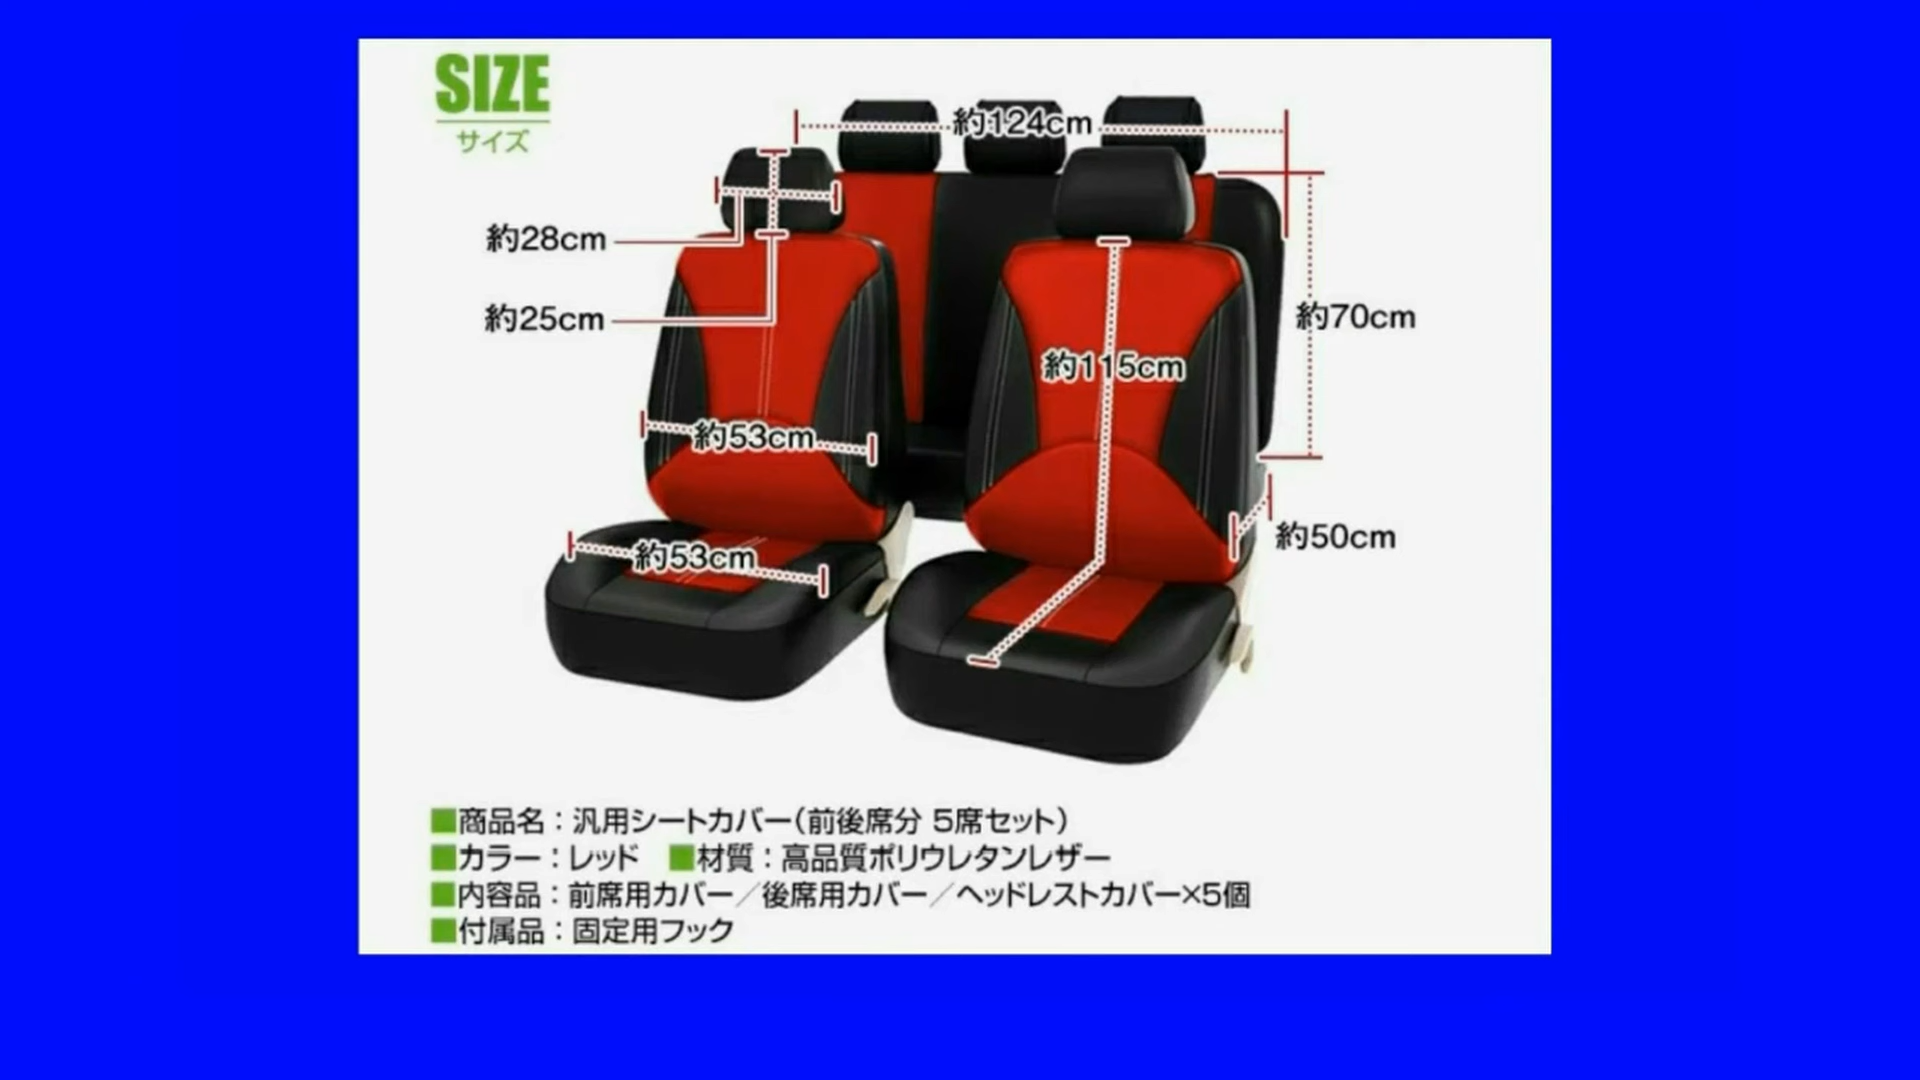 SIZE
サイズ
約124cm
約28cm
約25cm
約70cm
約115cm
約53cm
約50cm
約53cm
■商品名：汎用シートカバー（前後席分 5席セット）
■カラー：レッド ■材質：高品質ポリウレタンレザー
■内容品：前席用カバー／後席用カバー／ヘッドレストカバー×5個
■付属品：固定用フック